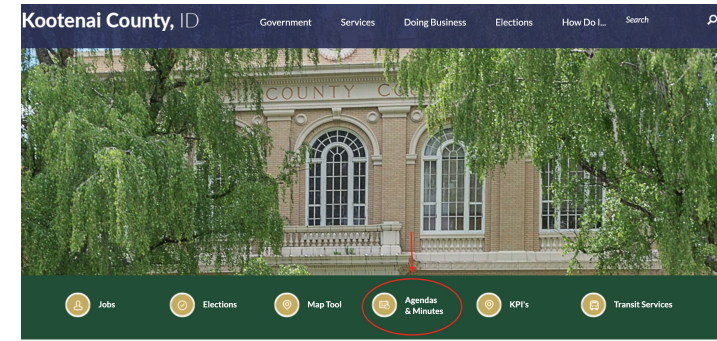 Kootenai County, ID
Government Services Doing Business Elections How Do I... Search
COUNTY CO
Jobs Elections Map Tool Agendas & Minutes KPI's Transit Services